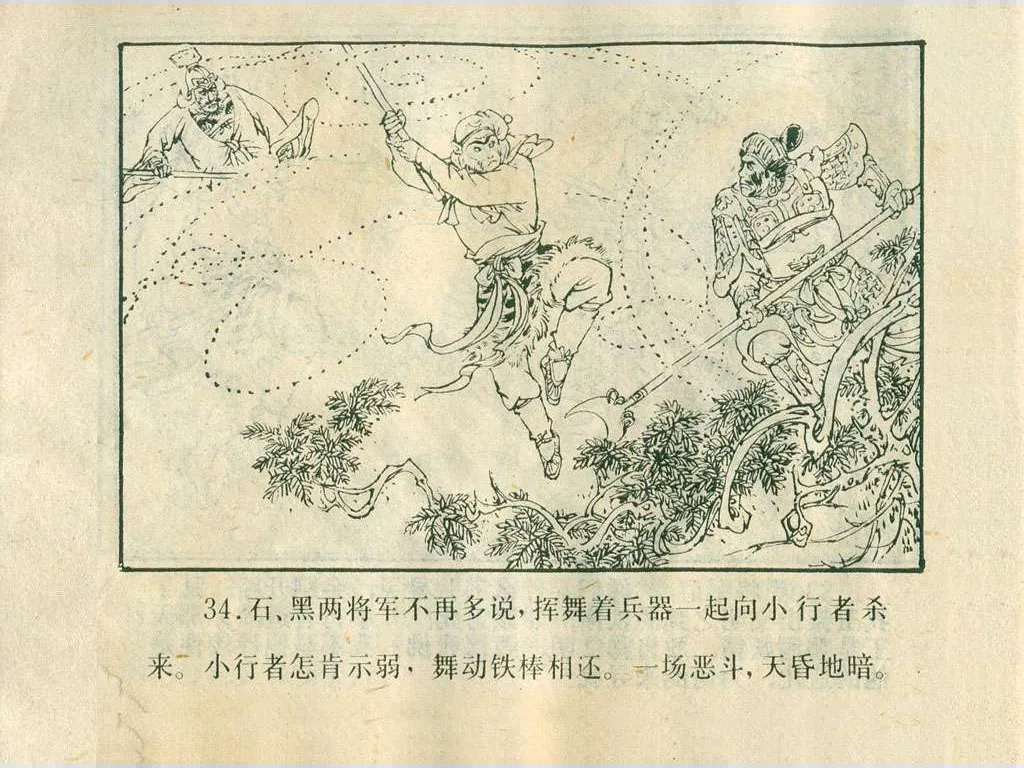 34.石、黑两将军不再多说,挥舞着兵器一起向小行者杀
来。小行者怎肯示弱,舞动铁棒相还。一场恶斗,天昏地暗。